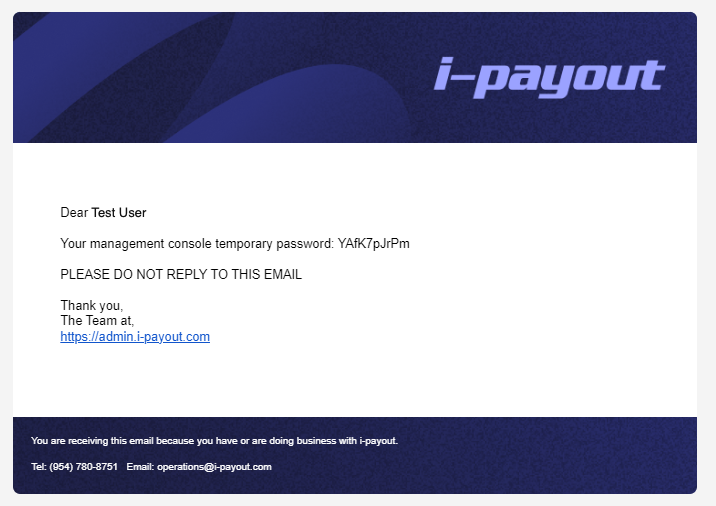 i-payout
Dear Test User
Your management console temporary password: YAfK7pJrPm
PLEASE DO NOT REPLY TO THIS EMAIL
Thank you,
The Team at,
https://admin.i-payout.com
You are receiving this email because you have or are doing business with i-payout.
Tel: (954) 780-8751 Email: operations@i-payout.com